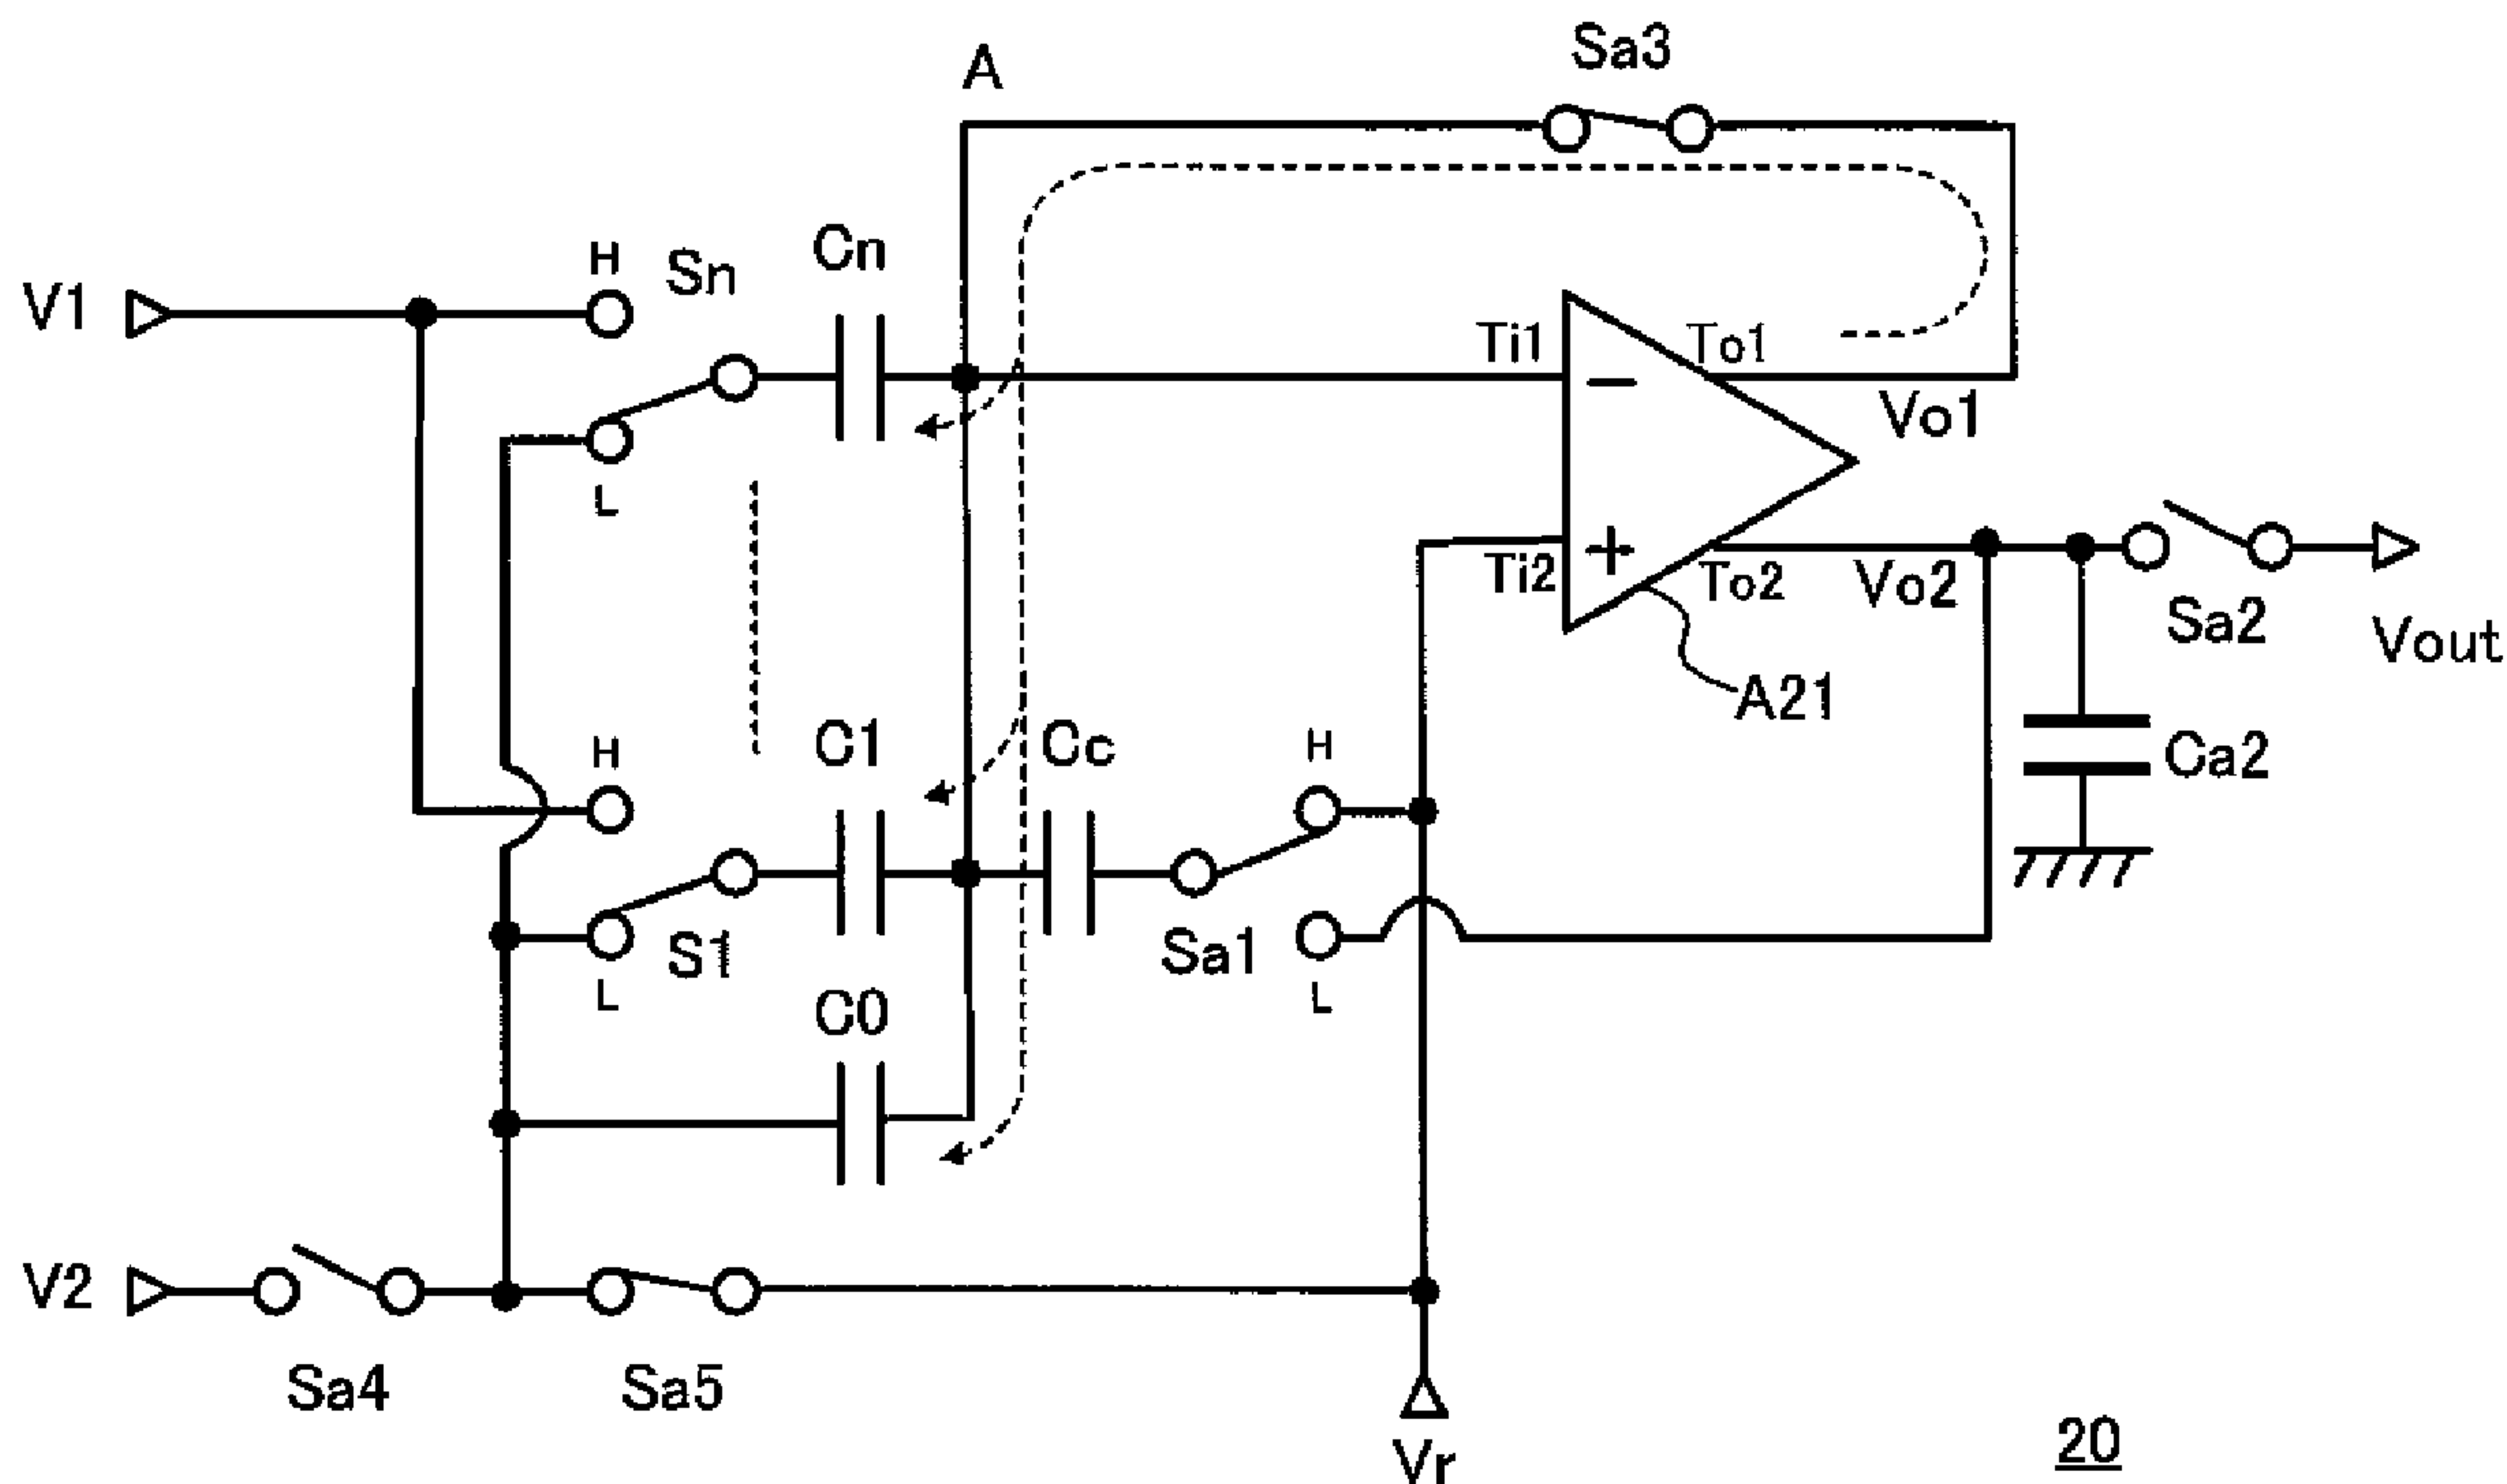 A
Sa3
V1
H
Sn
Cn
L
Ti1
To1
Vo1
−
+
Ti2
To2
Vo2
A21
Sa2
Vout
Ca2
H
C1
Cc
H
S1
L
Sa1
L
C0
V2
Sa4
Sa5
Vr
20